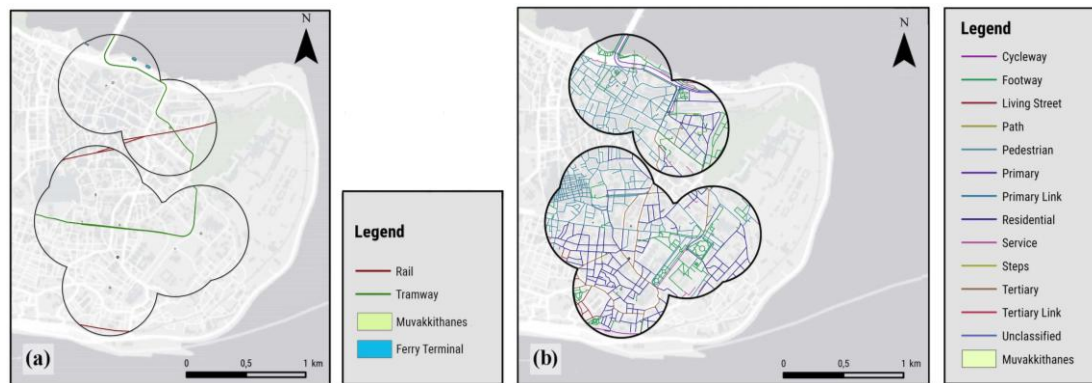 N
(a)
0
0,5
1
km
Legend
Rail
Tramway
Muvakkithanes
Ferry Terminal
N
(b)
0
0,5
1
km
Legend
Cycleway
Footway
Living Street
Path
Pedestrian
Primary
Primary Link
Residential
Service
Steps
Tertiary
Tertiary Link
Unclassified
Muvakkithanes